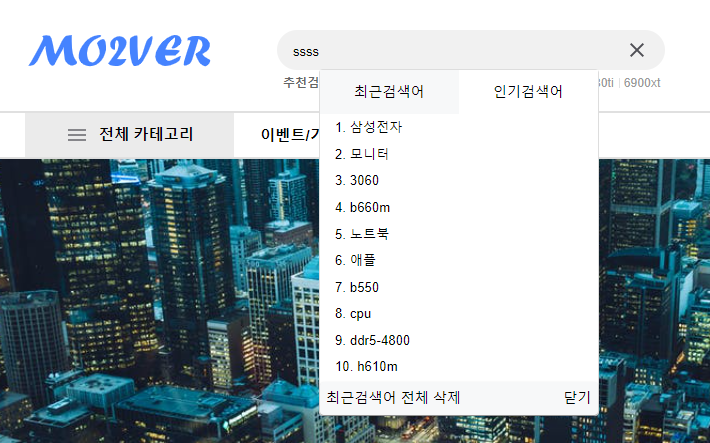 MO2VER
ssss
추천검
0ti | 6900xt
최근검색어
인기검색어
전체 카테고리
이벤트/기
1. 삼성전자
2. 모니터
3. 3060
4. b660m
5. 노트북
6. 애플
7. b550
8. cpu
9. ddr5-4800
10. h610m
최근검색어 전체 삭제
닫기